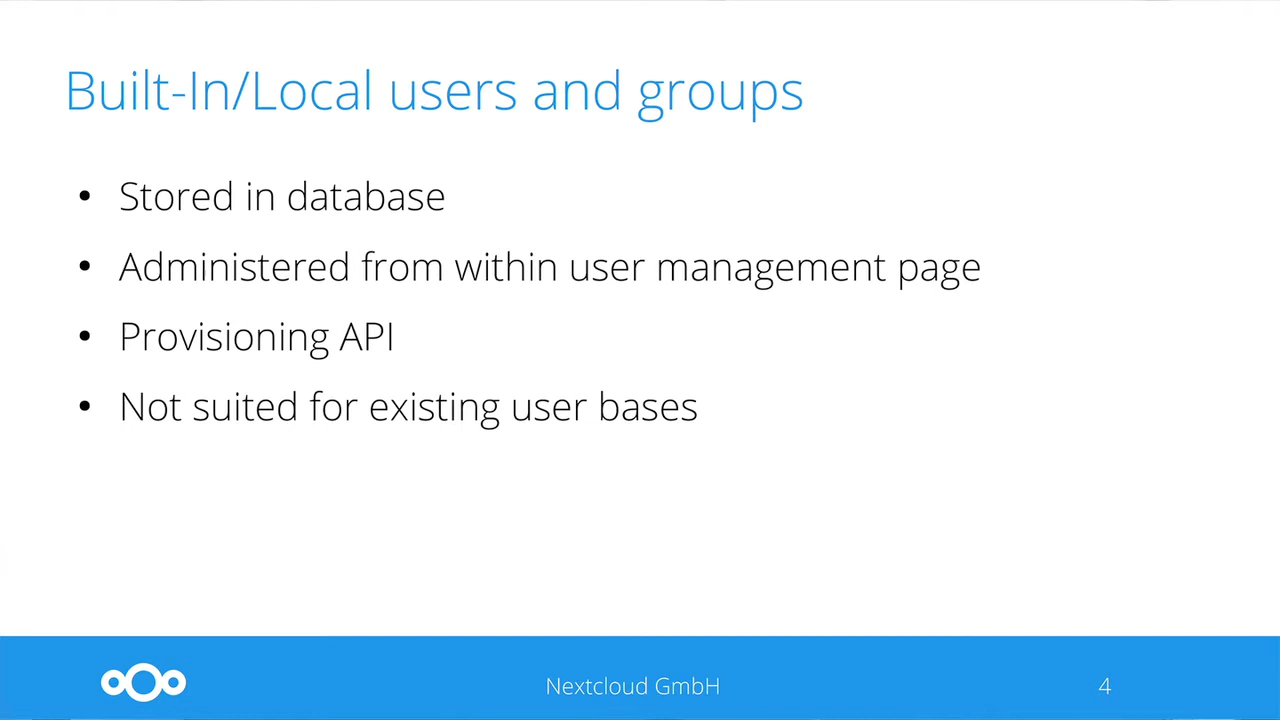 Built-In/Local users and groups
• Stored in database
• Administered from within user management page
• Provisioning API
• Not suited for existing user bases
Nextcloud GmbH
4